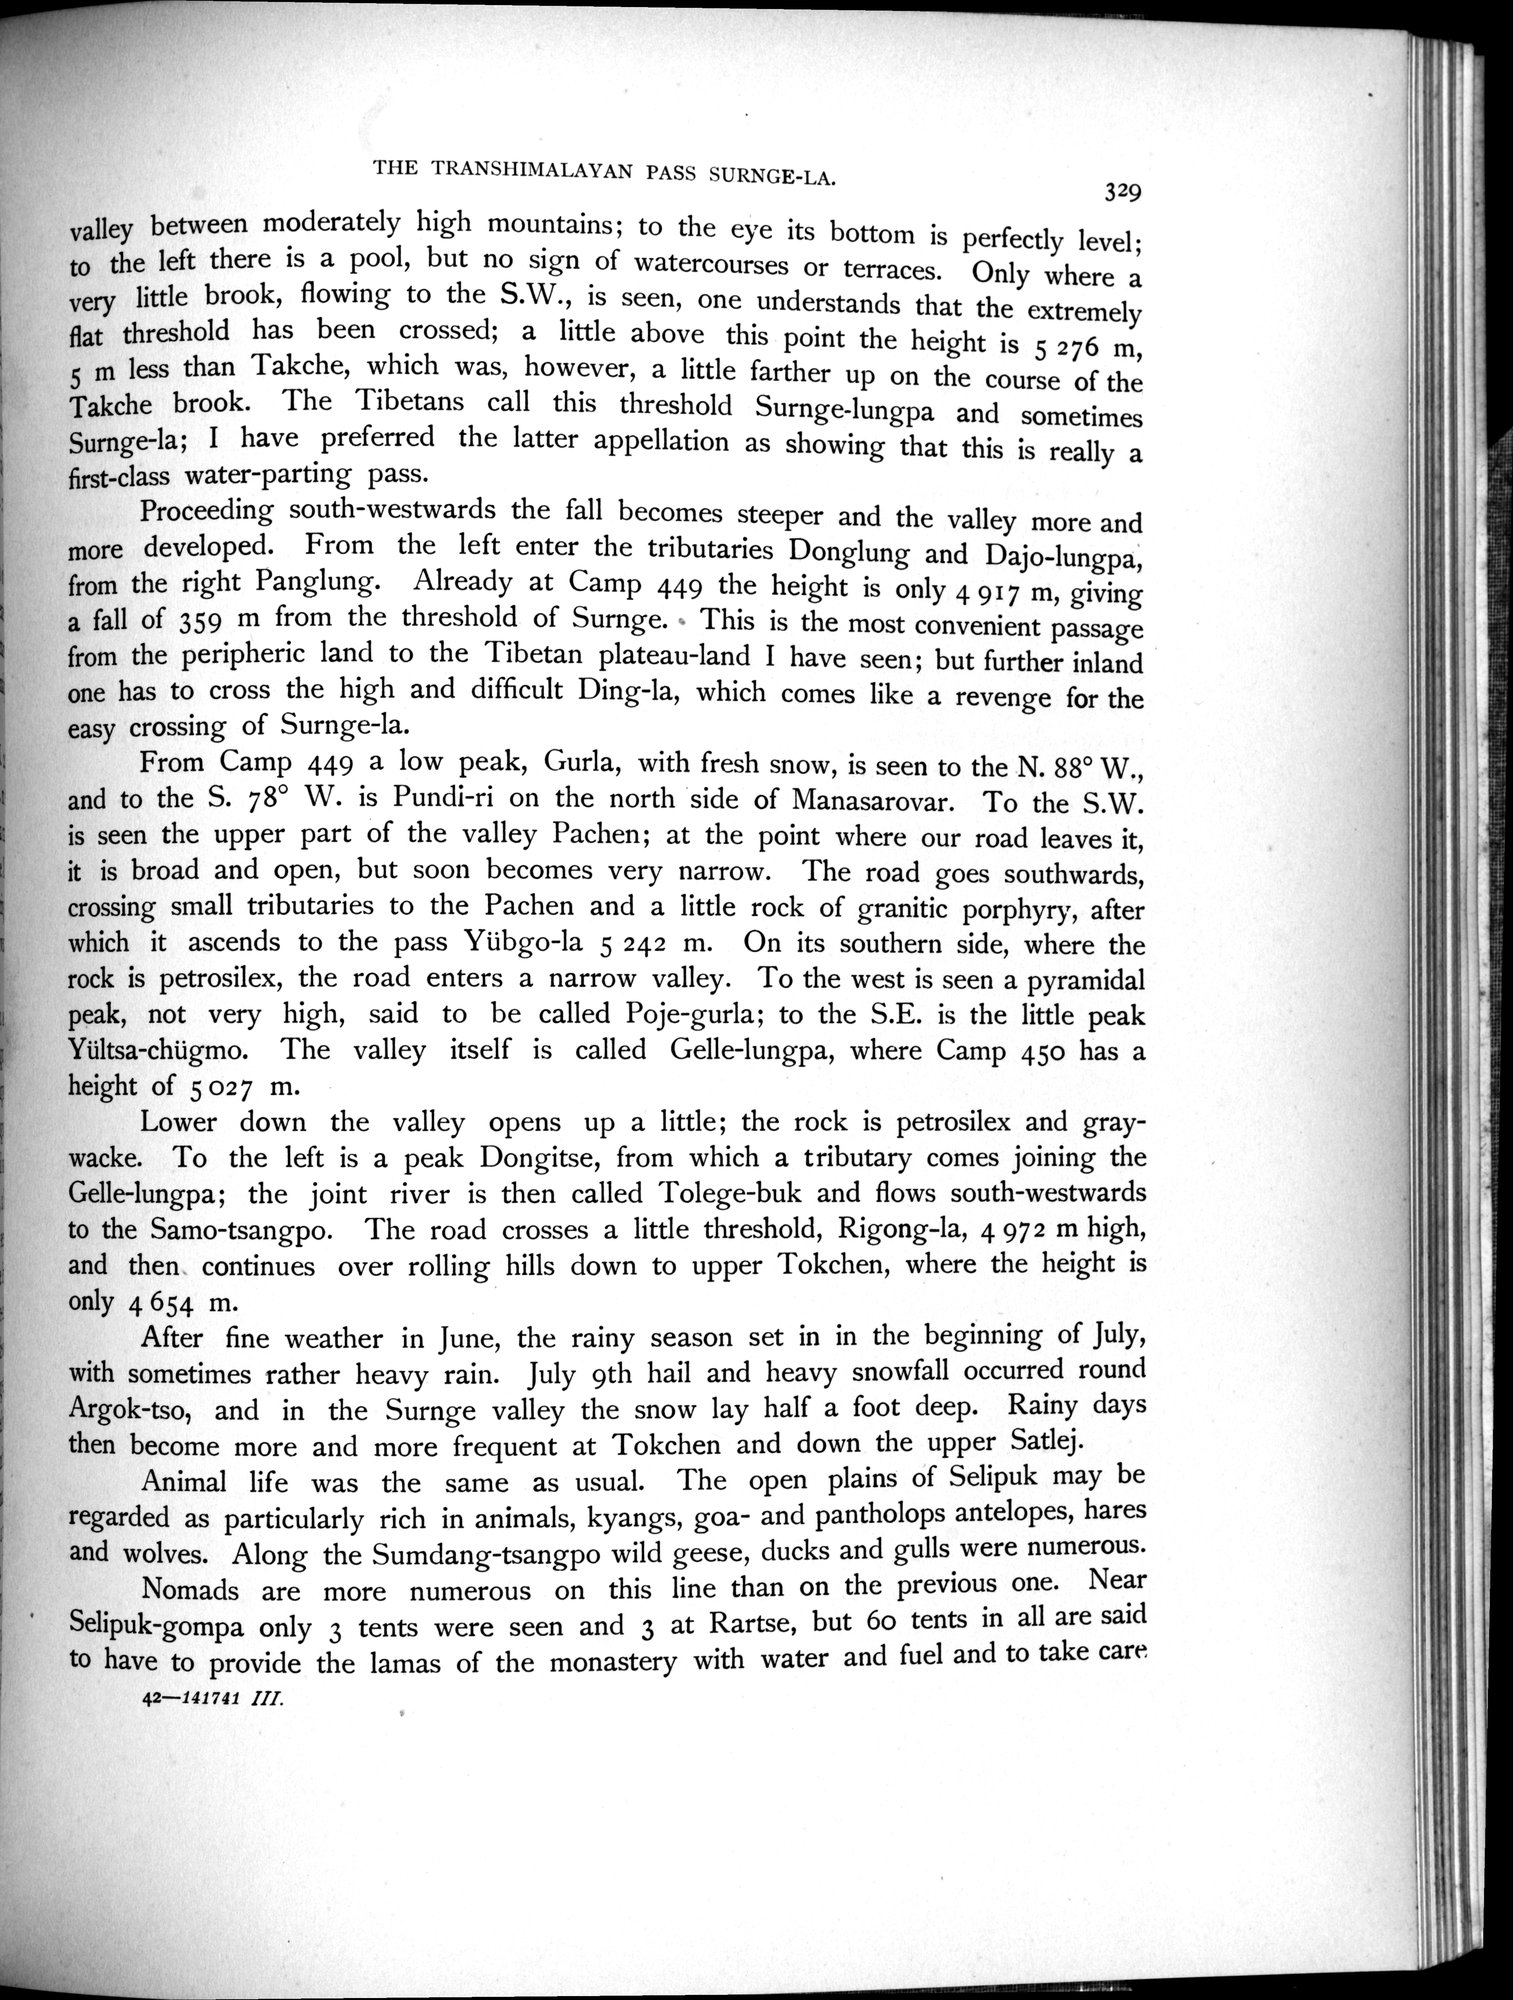 THE TRANSHIMALAYAN PASS SURNGE-LA.
329
valley between moderately high mountains; to the eye its bottom is perfectly level;
to the left there is a pool, but no sign of watercourses or terraces. Only where a
very little brook, flowing to the S.W., is seen, one understands that the extremely
flat threshold has been crossed; a little above this point the height is 5 276 m,
5 m less than Takche, which was, however, a little farther up on the course of the
Takche brook. The Tibetans call this threshold Surnge-lungpa and sometimes
Surnge-la; I have preferred the latter appellation as showing that this is really a
first-class water-parting pass.
Proceeding south-westwards the fall becomes steeper and the valley more and
more developed. From the left enter the tributaries Donglung and Dajo-lungpa,
from the right Panglung. Already at Camp 449 the height is only 4 917 m, giving
a fall of 359 m from the threshold of Surnge. This is the most convenient passage
from the peripheric land to the Tibetan plateau-land I have seen; but further inland
one has to cross the high and difficult Ding-la, which comes like a revenge for the
easy crossing of Surnge-la.
From Camp 449 a low peak, Gurla, with fresh snow, is seen to the N. 88° W.,
and to the S. 78° W. is Pundi-ri on the north side of Manasarovar. To the S.W.
is seen the upper part of the valley Pachen; at the point where our road leaves it,
it is broad and open, but soon becomes very narrow. The road goes southwards,
crossing small tributaries to the Pachen and a little rock of granitic porphyry, after
which it ascends to the pass Yübgo-la 5 242 m. On its southern side, where the
rock is petrosilex, the road enters a narrow valley. To the west is seen a pyramidal
peak, not very high, said to be called Poje-gurla; to the S.E. is the little peak
Yültsa-chügmo. The valley itself is called Gelle-lungpa, where Camp 450 has a
height of 5 027 m.
Lower down the valley opens up a little; the rock is petrosilex and gray-
wacke. To the left is a peak Dongitse, from which a tributary comes joining the
Gelle-lungpa; the joint river is then called Tolege-buk and flows south-westwards
to the Samo-tsangpo. The road crosses a little threshold, Rigong-la, 4 972 m high,
and then continues over rolling hills down to upper Tokchen, where the height is
only 4 654 m.
After fine weather in June, the rainy season set in in the beginning of July,
with sometimes rather heavy rain. July 9th hail and heavy snowfall occurred round
Argok-tso, and in the Surnge valley the snow lay half a foot deep. Rainy days
then become more and more frequent at Tokchen and down the upper Satlej.
Animal life was the same as usual. The open plains of Selipuk may be
regarded as particularly rich in animals, kyangs, goa- and pantholops antelopes, hares
and wolves. Along the Sumdang-tsangpo wild geese, ducks and gulls were numerous.
Nomads are more numerous on this line than on the previous one. Near
Selipuk-gompa only 3 tents were seen and 3 at Rartse, but 60 tents in all are said
to have to provide the lamas of the monastery with water and fuel and to take care
42—141741 III.